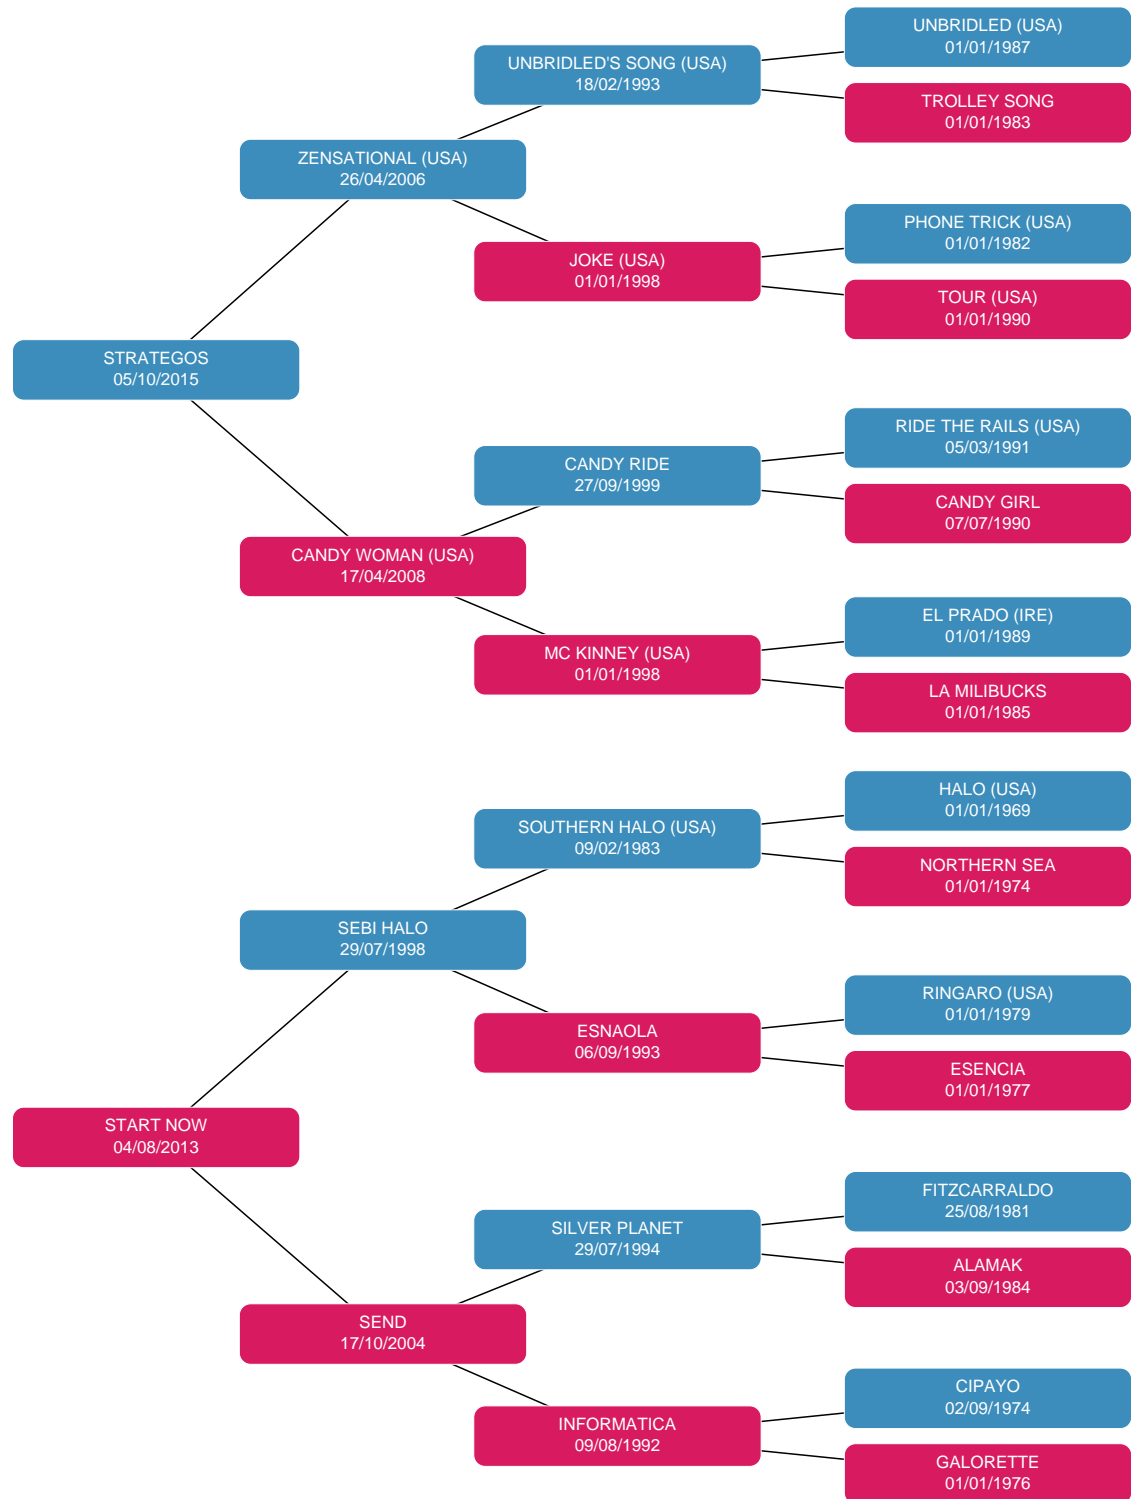 UNBRIDLED (USA)
01/01/1987
UNBRIDLED'S SONG (USA)
18/02/1993
TROLLEY SONG
01/01/1983
ZENSATIONAL (USA)
26/04/2006
PHONE TRICK (USA)
01/01/1982
JOKE (USA)
01/01/1998
TOUR (USA)
01/01/1990
STRATEGOS
05/10/2015
RIDE THE RAILS (USA)
05/03/1991
CANDY RIDE
27/09/1999
CANDY GIRL
07/07/1990
CANDY WOMAN (USA)
17/04/2008
EL PRADO (IRE)
01/01/1989
MC KINNEY (USA)
01/01/1998
LA MILIBUCKS
01/01/1985
HALO (USA)
01/01/1969
SOUTHERN HALO (USA)
09/02/1983
NORTHERN SEA
01/01/1974
SEBI HALO
29/07/1998
RINGARO (USA)
01/01/1979
ESNAOLA
06/09/1993
ESENCIA
01/01/1977
START NOW
04/08/2013
FITZCARRALDO
25/08/1981
SILVER PLANET
29/07/1994
ALAMAK
03/09/1984
SEND
17/10/2004
CIPAYO
02/09/1974
INFORMATICA
09/08/1992
GALORETTE
01/01/1976